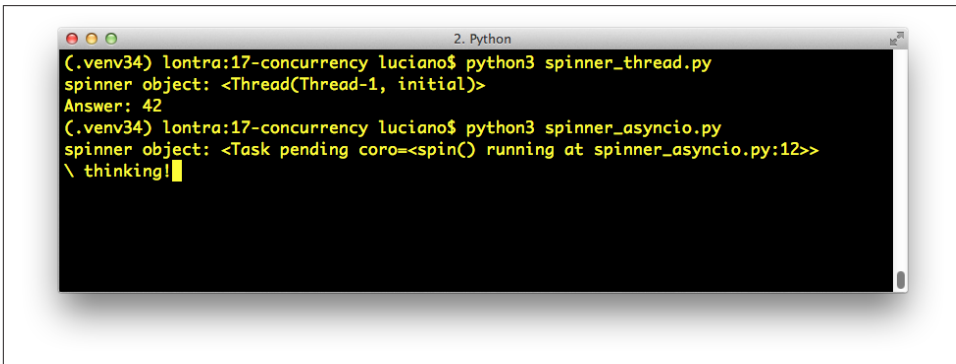 2. Python
(.venv34) lontra:17-concurrency luciano$ python3 spinner_thread.py
spinner object: <Thread(Thread-1, initial)>
Answer: 42
(.venv34) lontra:17-concurrency luciano$ python3 spinner_asyncio.py
spinner object: <Task pending coro=<spin() running at spinner_asyncio.py:12>>
\ thinking!